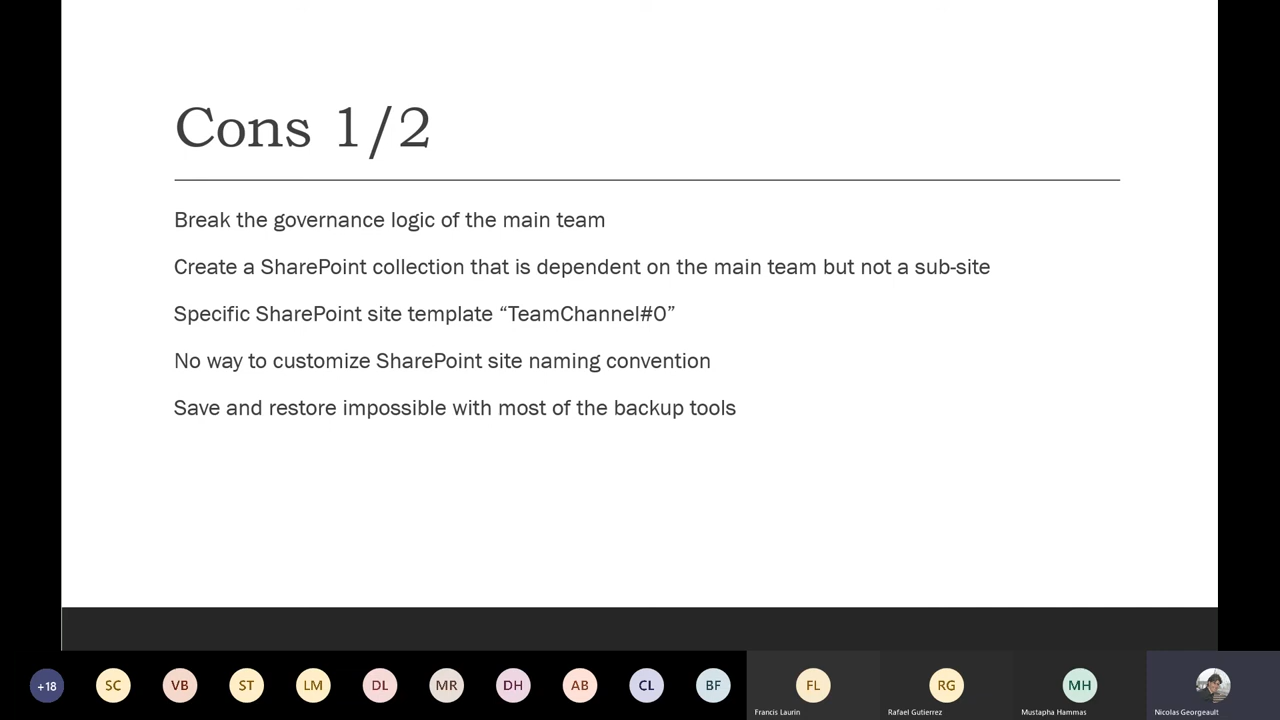 Cons 1/2
Break the governance logic of the main team
Create a SharePoint collection that is dependent on the main team but not a sub-site
Specific SharePoint site template “TeamChannel#0”
No way to customize SharePoint site naming convention
Save and restore impossible with most of the backup tools
+18
SC
VB
ST
LM
DL
MR
DH
AB
CL
BF
FL
RG
MH
Francis Laurin
Rafael Gutierrez
Mustapha Hammas
Nicolas Georgeault